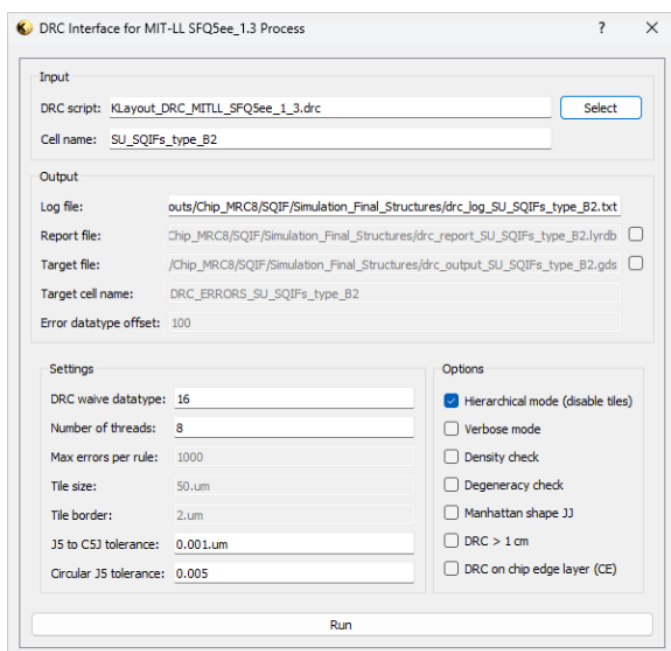 DRC Interface for MIT-LL SFQ5ee_1.3 Process ? ×
Input
DRC script: KLayout_DRC_MITLL_SFQ5ee_1_3.drc Select
Cell name: SU_SQIFs_type_B2
Output
Log file: outs/Chip_MRC8/SQIF/Simulation_Final_Structures/drc_log_SU_SQIFs_type_B2.txt
Report file: Chip_MRC8/SQIF/Simulation_Final_Structures/drc_report_SU_SQIFs_type_B2.lyrdb
Target file: /Chip_MRC8/SQIF/Simulation_Final_Structures/drc_output_SU_SQIFs_type_B2.gds
Target cell name: DRC_ERRORS_SU_SQIFs_type_B2
Error datatype offset: 100
Settings
DRC waive datatype: 16
Number of threads: 8
Max errors per rule: 1000
Tile size: 50.um
Tile border: 2.um
J5 to C5J tolerance: 0.001.um
Circular J5 tolerance: 0.005
Options
Hierarchical mode (disable tiles)
Verbose mode
Density check
Degeneracy check
Manhattan shape JJ
DRC > 1 cm
DRC on chip edge layer (CE)
Run